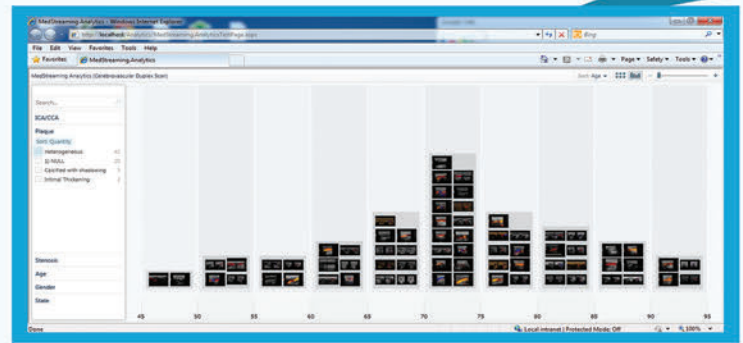 MedStreaming Analytics - Windows Internet Explorer
http://localhost/Analytics/MedStreamingAnalyticsTestPage.aspx
Bing
File Edit View Favorites Tools Help
Favorites MedStreaming Analytics
Page Safety Tools
MedStreaming Analytics (Cerebrovascular Duplex Scan)
Sort: Age
Search...
ICA/CCA
Plaque
Sort: Quantity
Heterogeneous
NULL
Calcified with shadowing
Intimal Thickening
Stenosis
Age
Gender
State
45 50 55 60 65 70 75 80 85 90 95
Done
Local intranet | Protected Mode: Off
100%